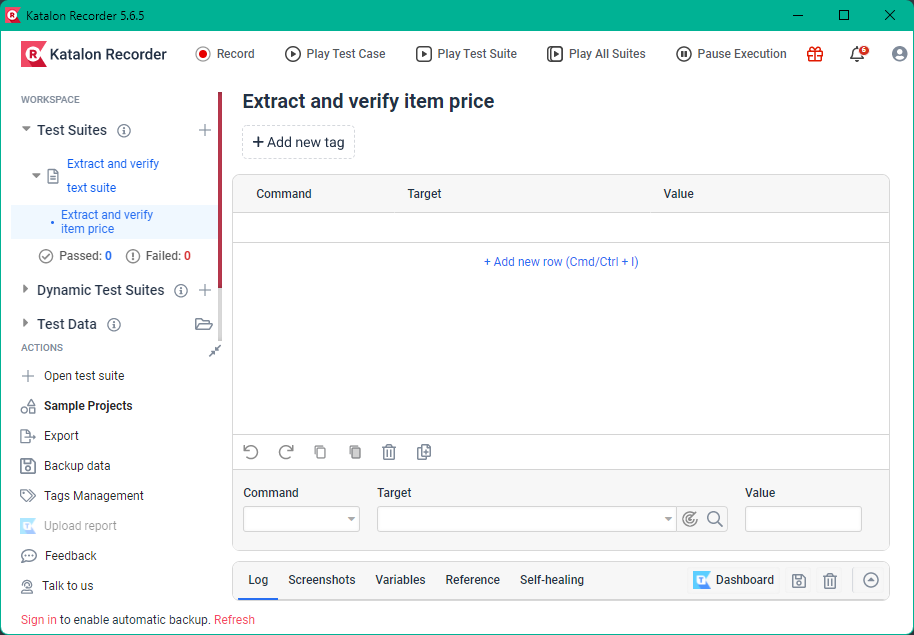 Katalon Recorder 5.6.5
Katalon Recorder
Record
Play Test Case
Play Test Suite
Play All Suites
Pause Execution
6
WORKSPACE
Test Suites
Extract and verify
text suite
Extract and verify
item price
Passed: 0
Failed: 0
Dynamic Test Suites
Test Data
ACTIONS
Open test suite
Sample Projects
Export
Backup data
Tags Management
Upload report
Feedback
Talk to us
Sign in to enable automatic backup. Refresh
Extract and verify item price
+ Add new tag
Command Target Value
+ Add new row (Cmd/Ctrl + I)
Command Target Value
Log Screenshots Variables Reference Self-healing Dashboard